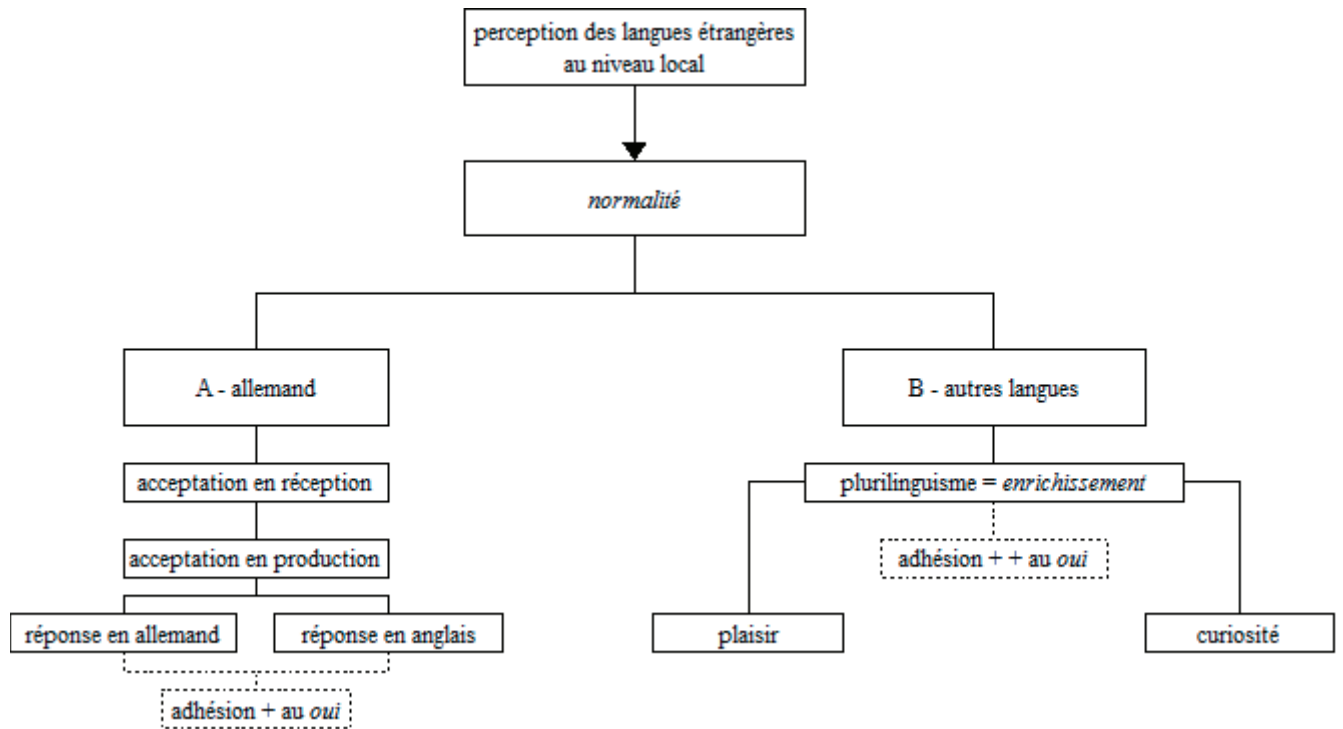 perception des langues étrangères
au niveau local
normalité
A - allemand
B - autres langues
acceptation en réception
plurilinguisme = enrichissement
acceptation en production
adhésion + + au oui
réponse en allemand
réponse en anglais
plaisir
curiosité
adhésion + au oui